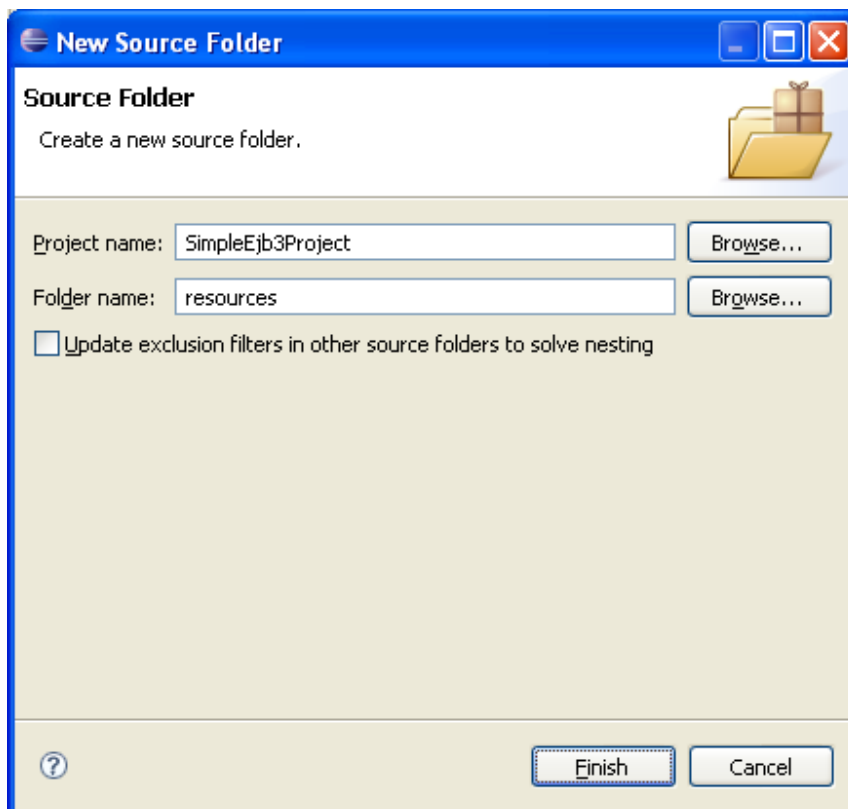 New Source Folder
Source Folder
Create a new source folder.
Project name: SimpleEjb3Project Browse...
Folder name: resources Browse...
Update exclusion filters in other source folders to solve nesting
? Finish Cancel